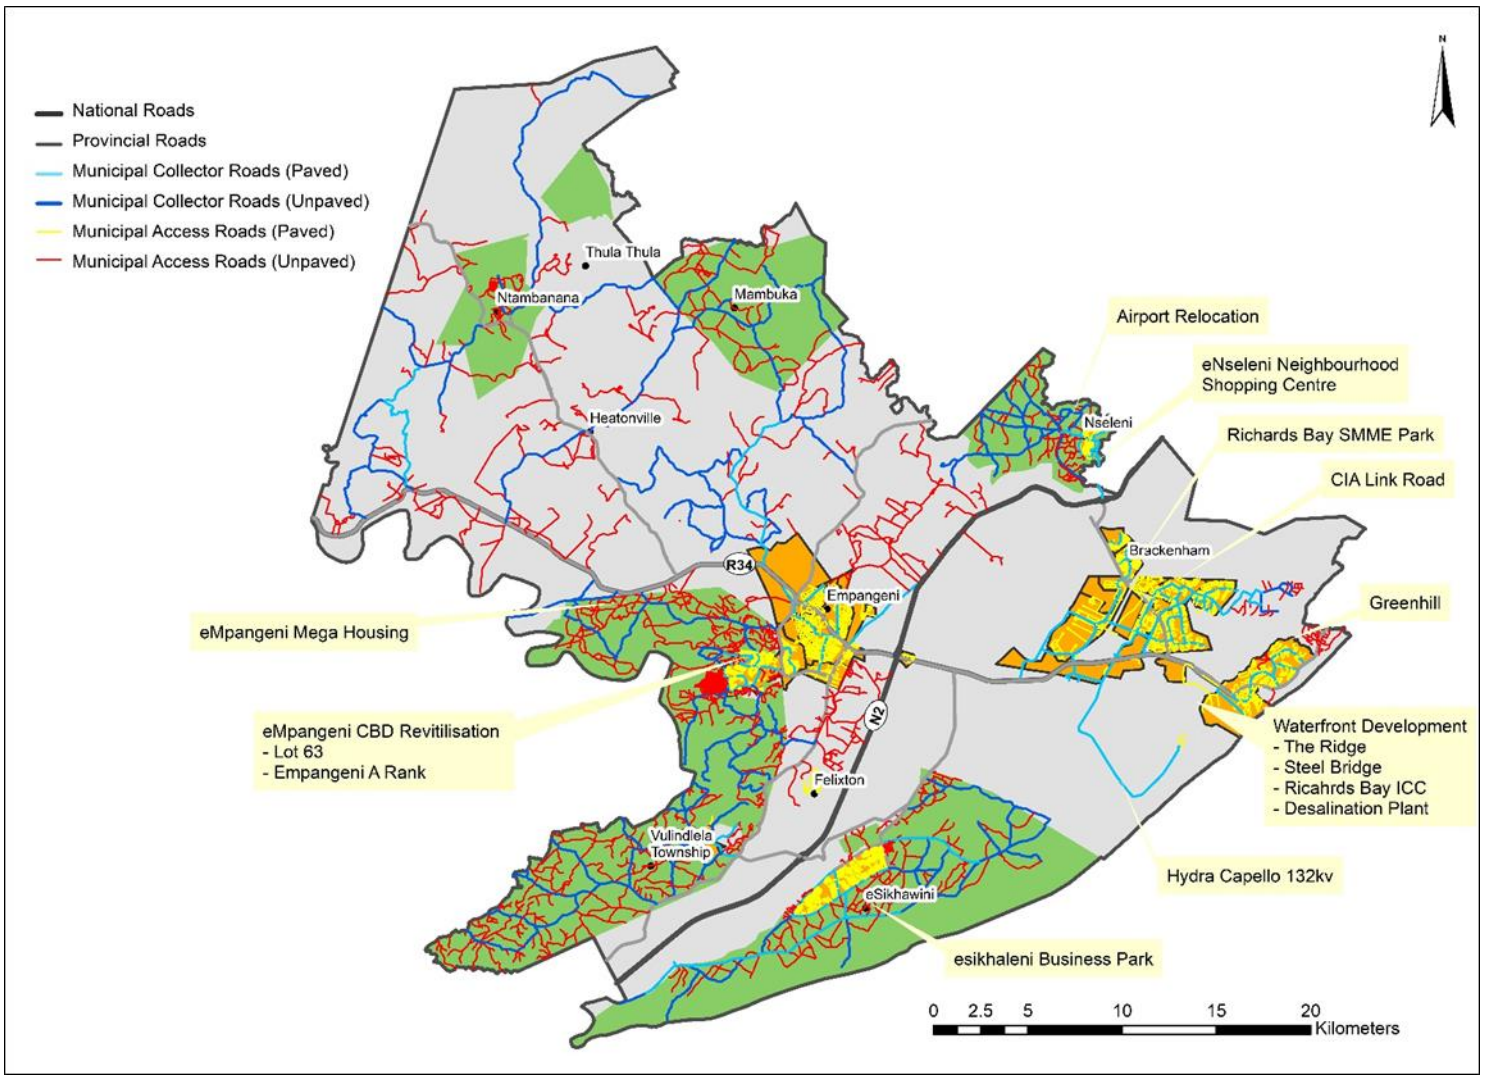 N
National Roads
Provincial Roads
Municipal Collector Roads (Paved)
Municipal Collector Roads (Unpaved)
Municipal Access Roads (Paved)
Municipal Access Roads (Unpaved)
Thula Thula
Ntambanana
Mambuka
Airport Relocation
eNseleni Neighbourhood
Shopping Centre
Heatonville
Nseleni
Richards Bay SMME Park
CIA Link Road
Brackenham
R34
Empangeni
Greenhill
eMpangeni Mega Housing
N2
eMpangeni CBD Revitilisation
- Lot 63
- Empangeni A Rank
Waterfront Development
- The Ridge
- Steel Bridge
- Ricahrds Bay ICC
- Desalination Plant
Felixton
Vulindlela
Township
Hydra Capello 132kv
eSikhawini
esikhaleni Business Park
0 2.5 5 10 15 20
Kilometers